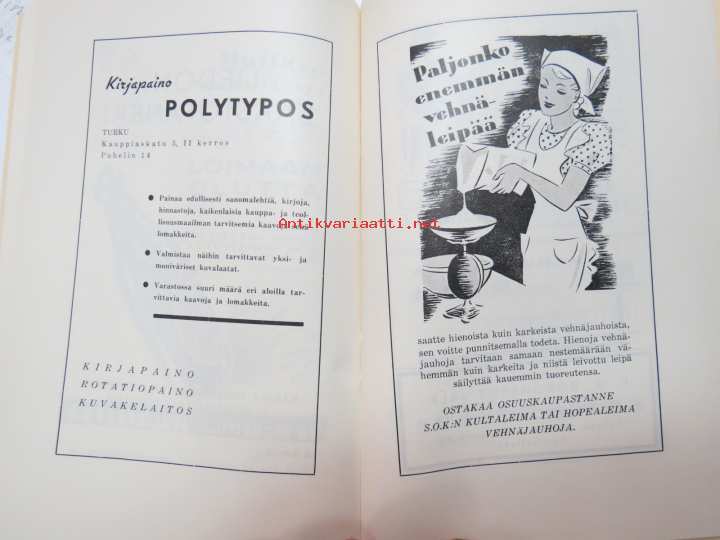 Kirjapaino
POLYTYPOS
TURKU
Kauppiaskatu 5, II kerros
Puhelin 14
● Painaa edullisesti sanomalehtiä, kirjoja,
hinnastoja, kaikenlaisia kauppa- ja teol-
lisuusmaailman tarvitsemia kaavoja sekä
lomakkeita.
● Valmistaa näihin tarvittavat yksi- ja
moniväriset kuvalaatat.
● Varastossa suuri määrä eri aloilla tar-
vittavia kaavoja ja lomakkeita.
KIRJAPAINO
ROTATIOPAINO
KUVAKELAITOS
Antikvariaatti.net
Paljonko
enemmän
vehnä-
leipää
saatte hienoista kuin karkeista vehnäjauhoista,
sen voitte punnitsemalla todeta. Hienoja vehnä-
jauhoja tarvitaan samaan nestemäärään vä-
hemmän kuin karkeita ja niistä leivottu leipä
säilyttää kauemmin tuoreutensa.
OSTAKAA OSUUSKAUPASTANNE
S.O.K:N KULTALEIMA TAI HOPEALEIMA
VEHNÄJAUHOJA.